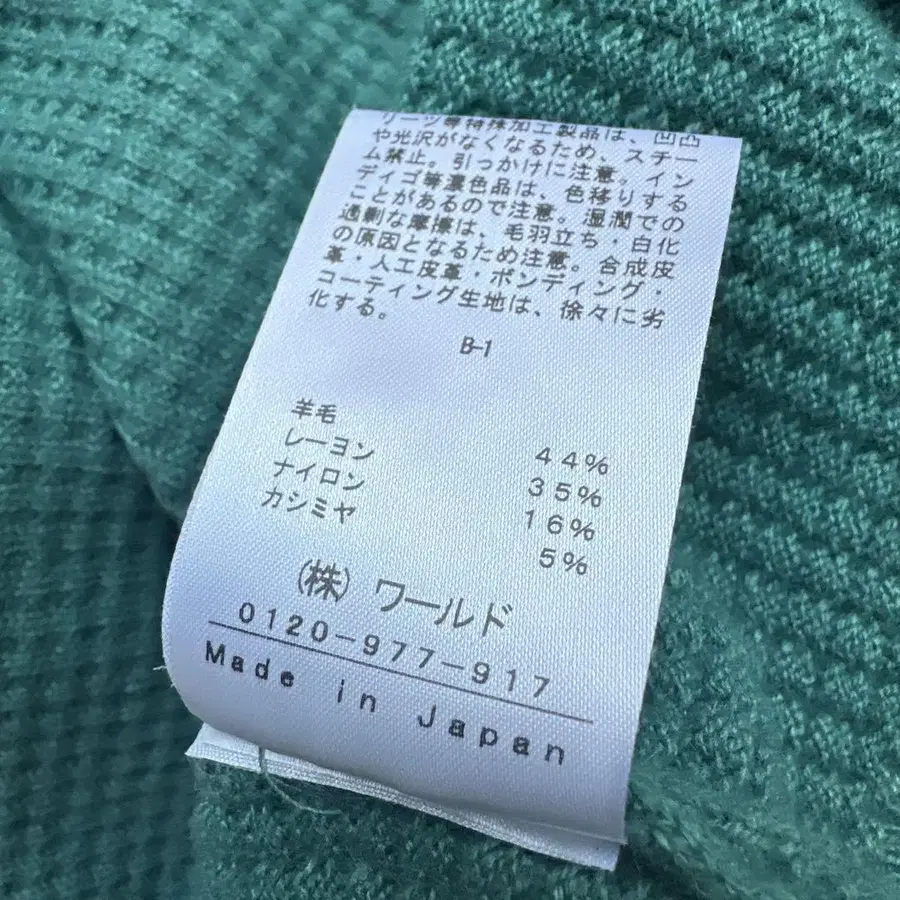 リーツ等特殊加工製品は、凹凸
や光沢がなくなるため、スチー
ム禁止。引っかけに注意。イン
ディゴ等濃色品は、色移りする
ことがあるので注意。湿潤での
過剰な摩擦は、毛羽立ち・白化
の原因となるため注意。合成皮
革・人工皮革・ボンディング・
コーティング生地は、徐々に劣
化する。
B-1
羊毛 44%
レーヨン 35%
ナイロン 16%
カシミヤ 5%
(株) ワールド
0120-977-917
Made in Japan